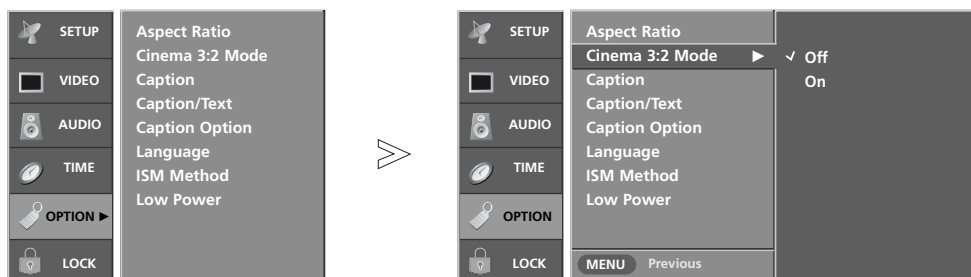 SETUP
VIDEO
AUDIO
TIME
OPTION ►
LOCK
Aspect Ratio
Cinema 3:2 Mode
Caption
Caption/Text
Caption Option
Language
ISM Method
Low Power
SETUP
VIDEO
AUDIO
TIME
OPTION
LOCK
Aspect Ratio
Cinema 3:2 Mode ►
Caption
Caption/Text
Caption Option
Language
ISM Method
Low Power
MENU Previous
✓ Off
On